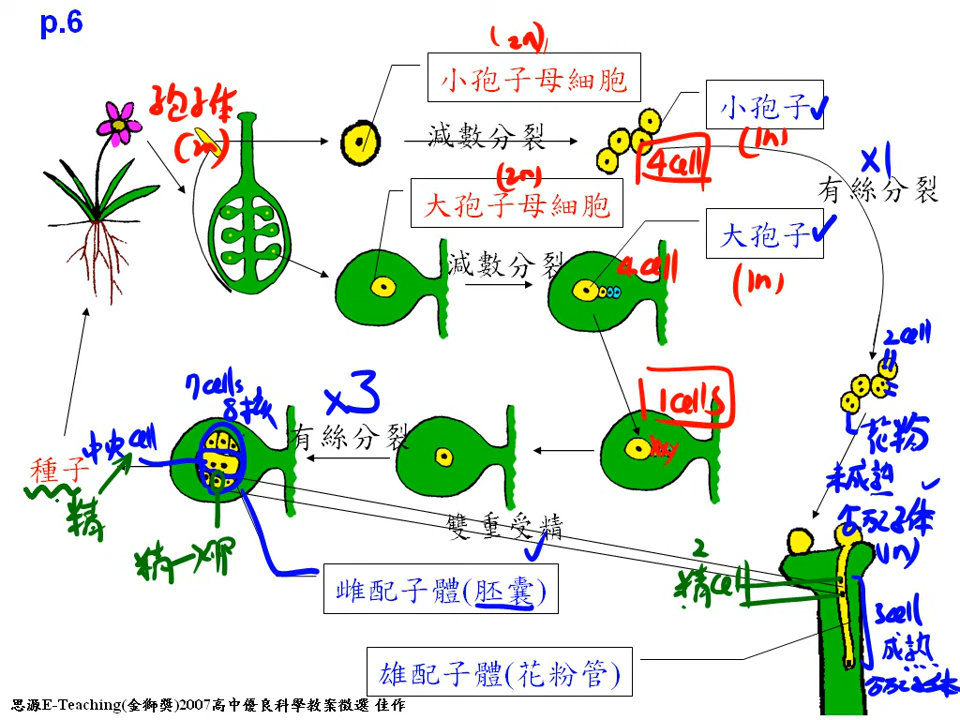 p.6
(2n)
小孢子母細胞
孢子体
(2n)
減數分裂
小孢子
(1n)
4cell
x1
有絲分裂
(2n)
大孢子母細胞
減數分裂
4cell
大孢子
(1n)
2cell
7cells
8核
x3
有絲分裂
1cells
花粉
未成熟
中央cell
種子
精
雙重受精
精
卵
2
精cell
(1n)
雌配子體(胚囊)
3cell
成熟
雄配子體(花粉管)
思源E-Teaching(金獅獎)2007高中優良科學教案徵選 佳作